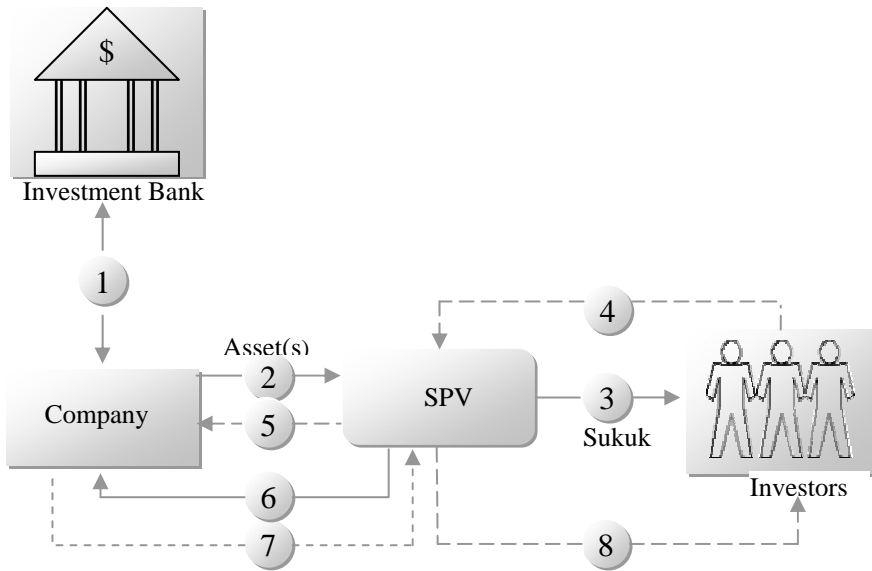 $
Investment Bank
1
4
Asset(s)
2
Company
SPV
3
5
Sukuk
6
Investors
7
8